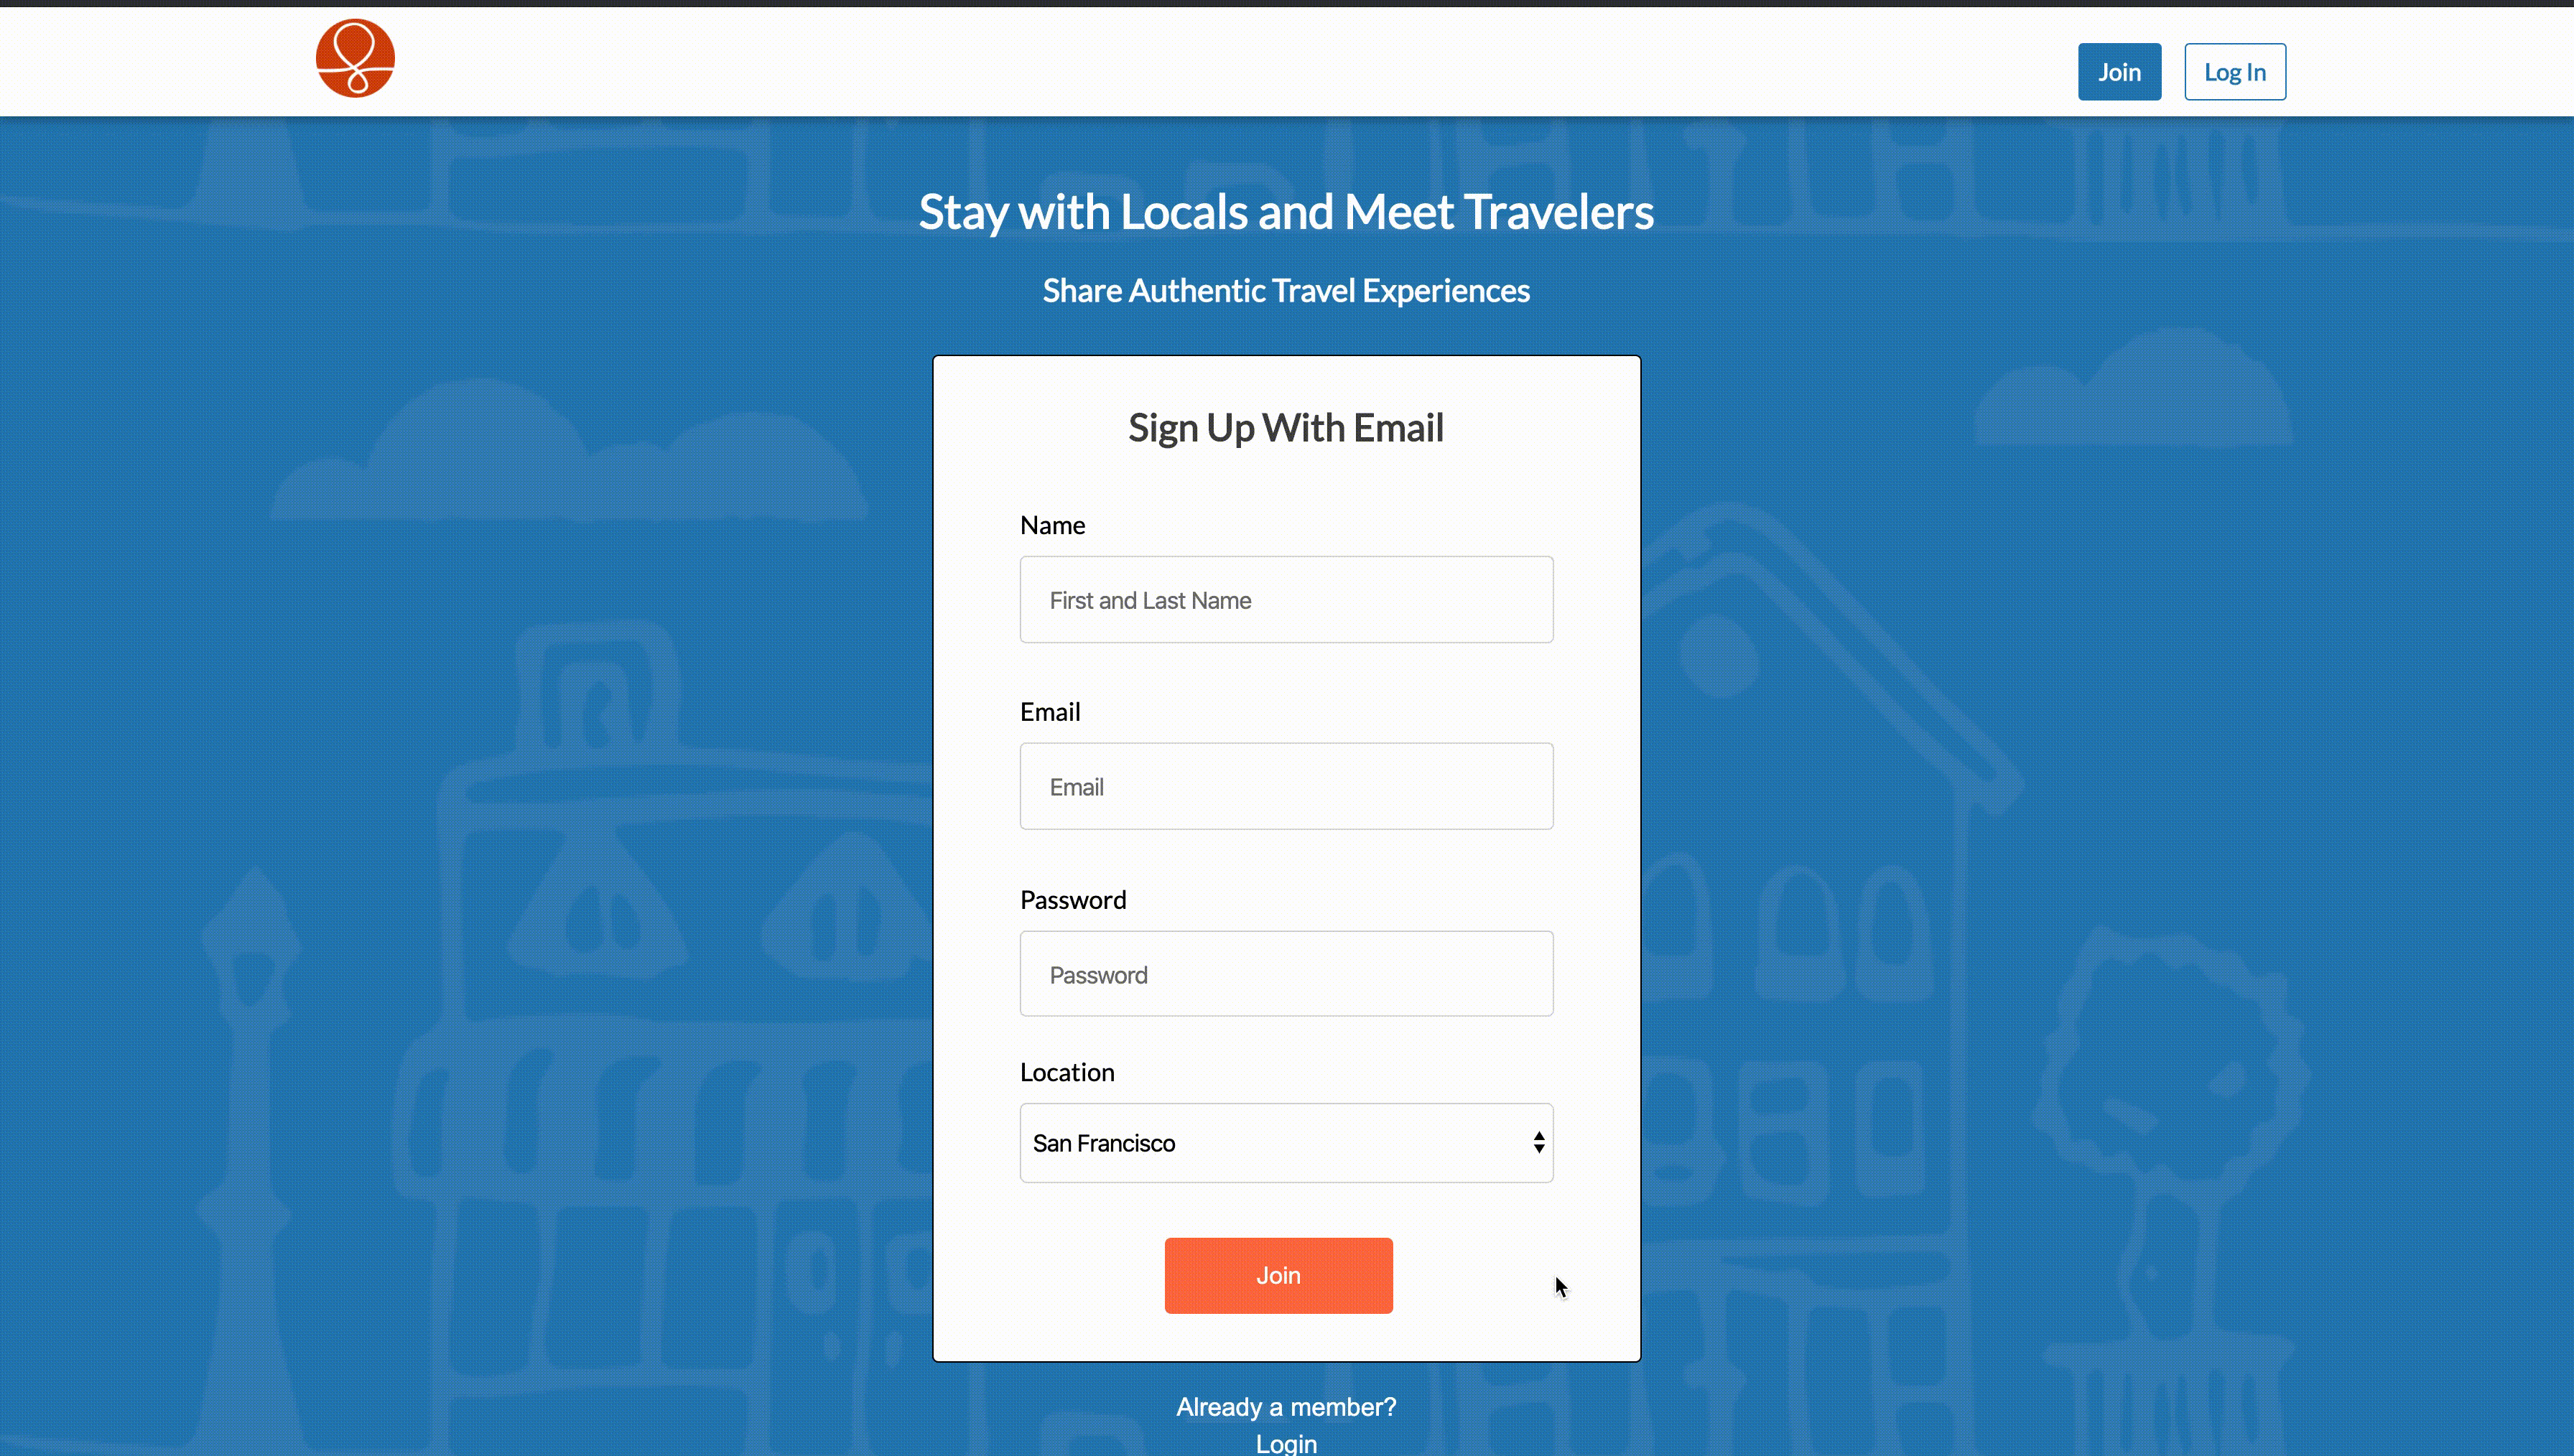 Join
Log In
Stay with Locals and Meet Travelers
Share Authentic Travel Experiences
Sign Up With Email
Name
First and Last Name
Email
Email
Password
Password
Location
San Francisco
Join
Already a member?
Login